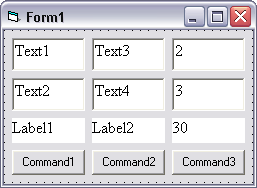 Form1
Text1 Text3 2
Text2 Text4 3
Label1 Label2 30
Command1 Command2 Command3